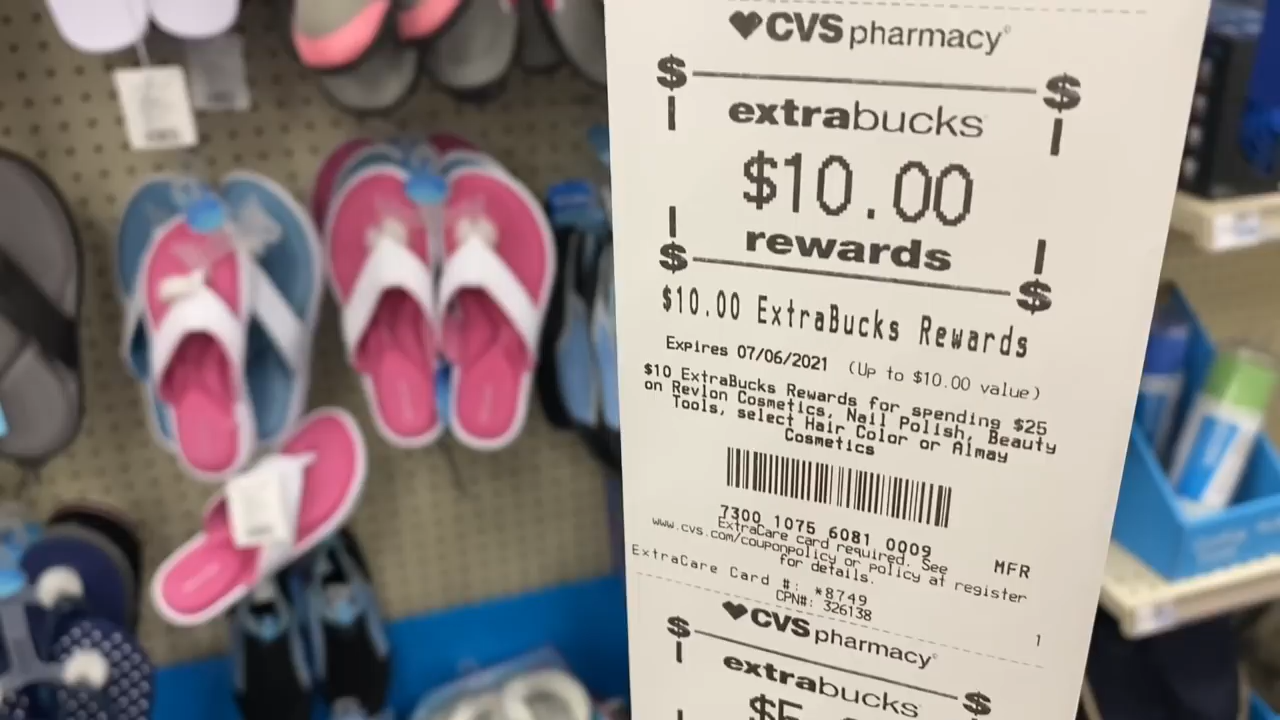 CVS pharmacy
$ $
extrabucks
$10.00
rewards
$ $
$10.00 ExtraBucks Rewards
Expires 07/06/2021 (Up to $10.00 value)
$10 ExtraBucks Rewards for spending $25
on Revlon Cosmetics, Nail Polish, Beauty
Tools, select Hair Color or Almay
Cosmetics
7300 1075 6081 0009
ExtraCare card required. See MFR
www.cvs.com/couponpolicy or policy at register
for details.
ExtraCare Card #: *8749
CPN#: 326138 1
CVS pharmacy
$ $
extrabucks